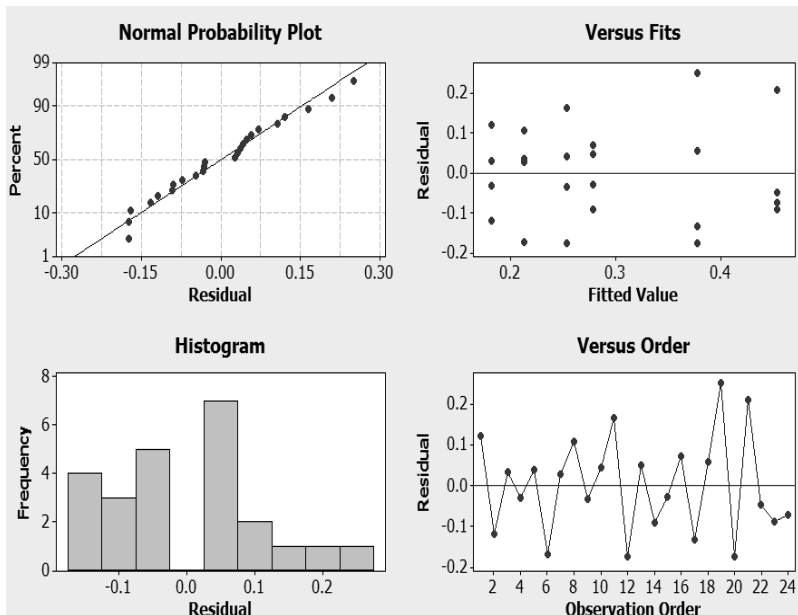 Normal Probability Plot
99
90
50
10
1
Percent
-0.30 -0.15 0.00 0.15 0.30
Residual
Versus Fits
0.2
0.1
0.0
-0.1
-0.2
Residual
0.2 0.3 0.4
Fitted Value
Histogram
8
6
4
2
0
Frequency
-0.1 0.0 0.1 0.2
Residual
Versus Order
0.2
0.1
0.0
-0.1
-0.2
Residual
2 4 6 8 10 12 14 16 18 20 22 24
Observation Order